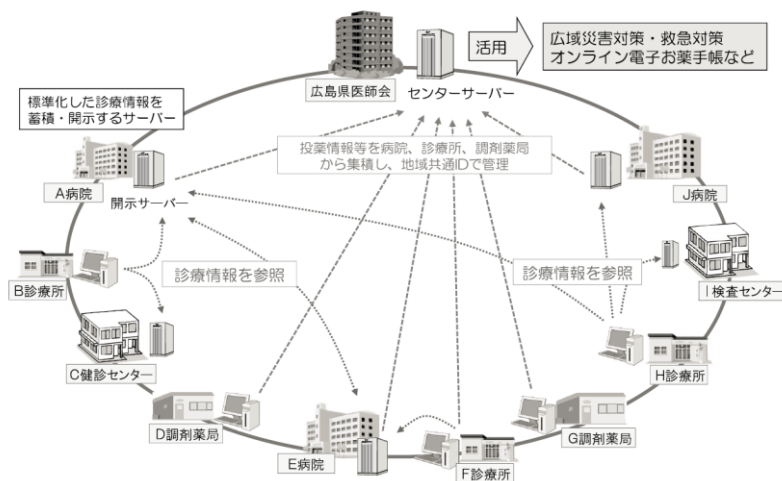 活用
広域災害対策・救急対策
オンライン電子お薬手帳など
広島県医師会
センターサーバー
標準化した診療情報を
蓄積・開示するサーバー
投薬情報等を病院、診療所、調剤薬局
から集積し、地域共通IDで管理
A病院
開示サーバー
J病院
B診療所
診療情報を参照
診療情報を参照
I検査センター
C健診センター
H診療所
D調剤薬局
G調剤薬局
E病院
F診療所